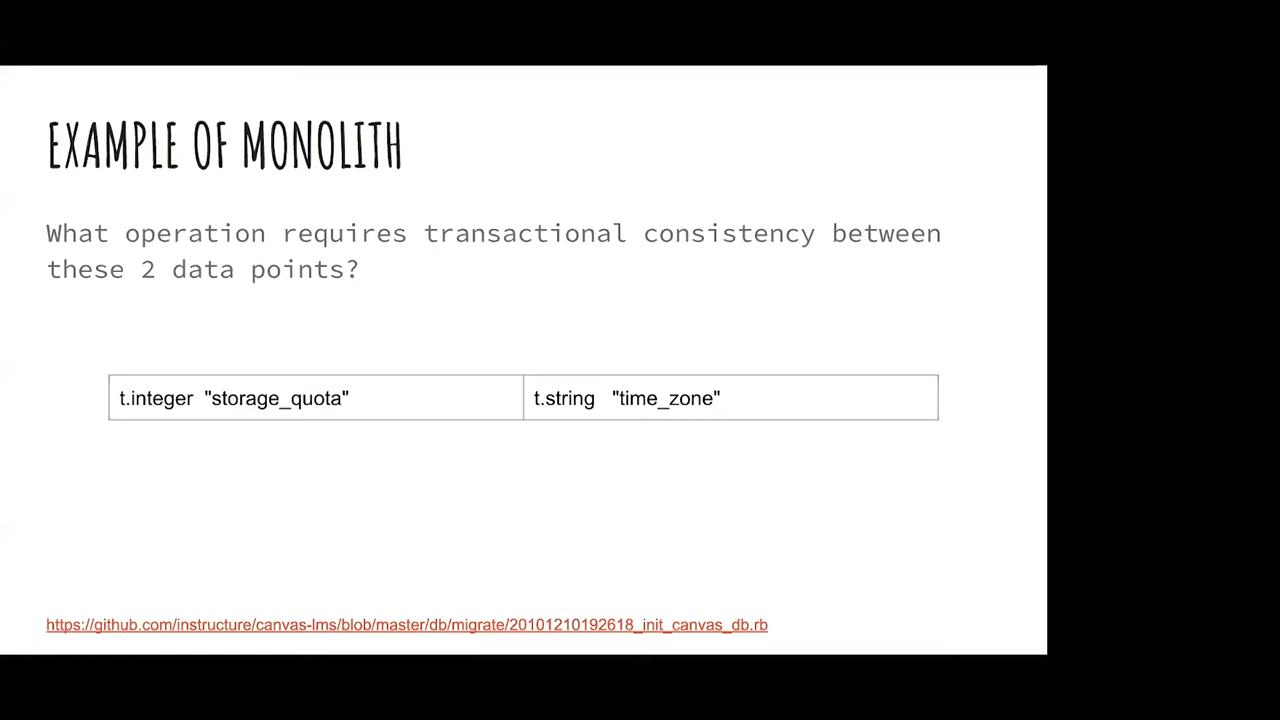 EXAMPLE OF MONOLITH
What operation requires transactional consistency between
these 2 data points?
t.integer "storage_quota" t.string "time_zone"
https://github.com/instructure/canvas-lms/blob/master/db/migrate/20101210192618_init_canvas_db.rb